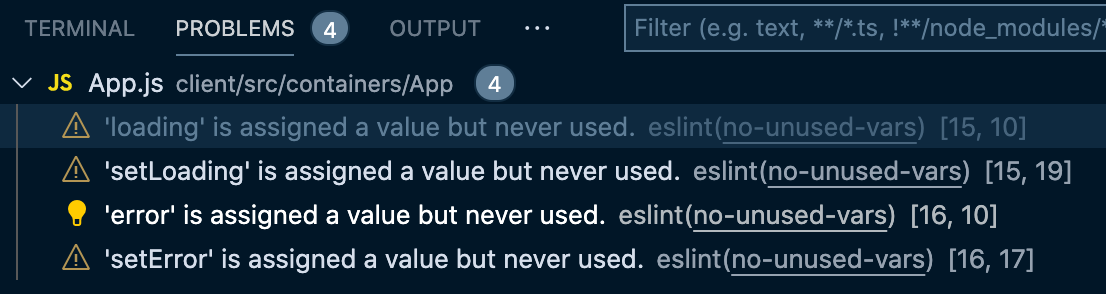 TERMINAL PROBLEMS 4 OUTPUT ··· Filter (e.g. text, **/*.ts, !**/node_modules/*
JS App.js client/src/containers/App 4
'loading' is assigned a value but never used. eslint(no-unused-vars) [15, 10]
'setLoading' is assigned a value but never used. eslint(no-unused-vars) [15, 19]
'error' is assigned a value but never used. eslint(no-unused-vars) [16, 10]
'setError' is assigned a value but never used. eslint(no-unused-vars) [16, 17]